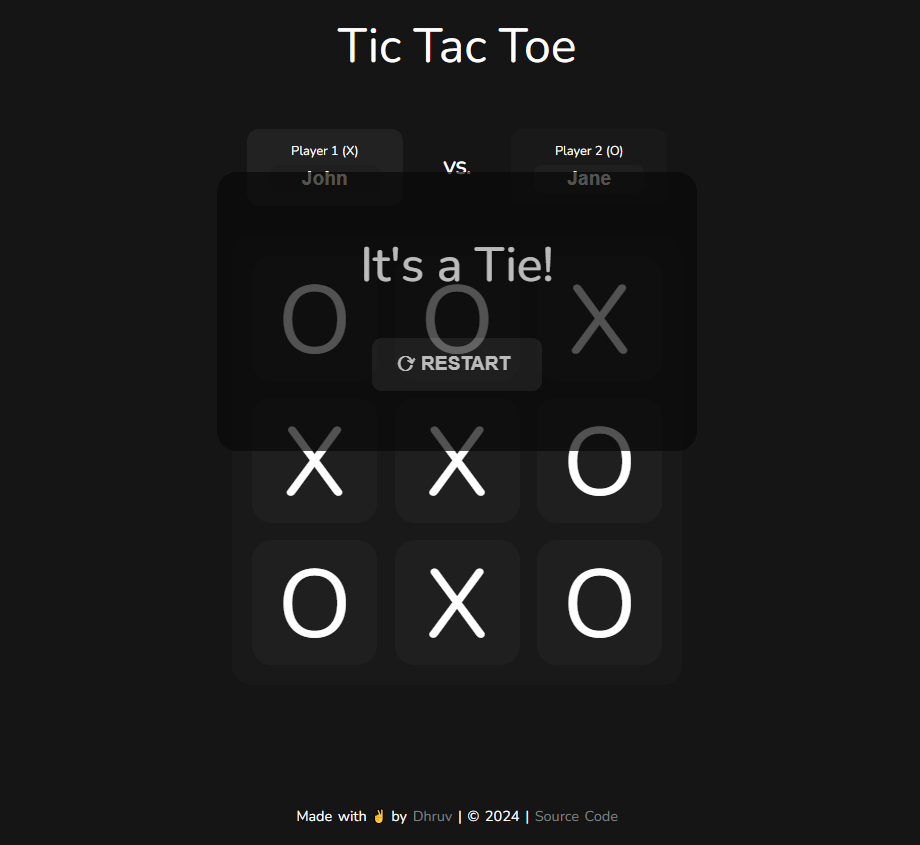 Tic Tac Toe
Player 1 (X)
VS.
Player 2 (O)
John
Jane
It's a Tie!
O O X
RESTART
X X O
O X O
Made with ✌ by Dhruv | © 2024 | Source Code